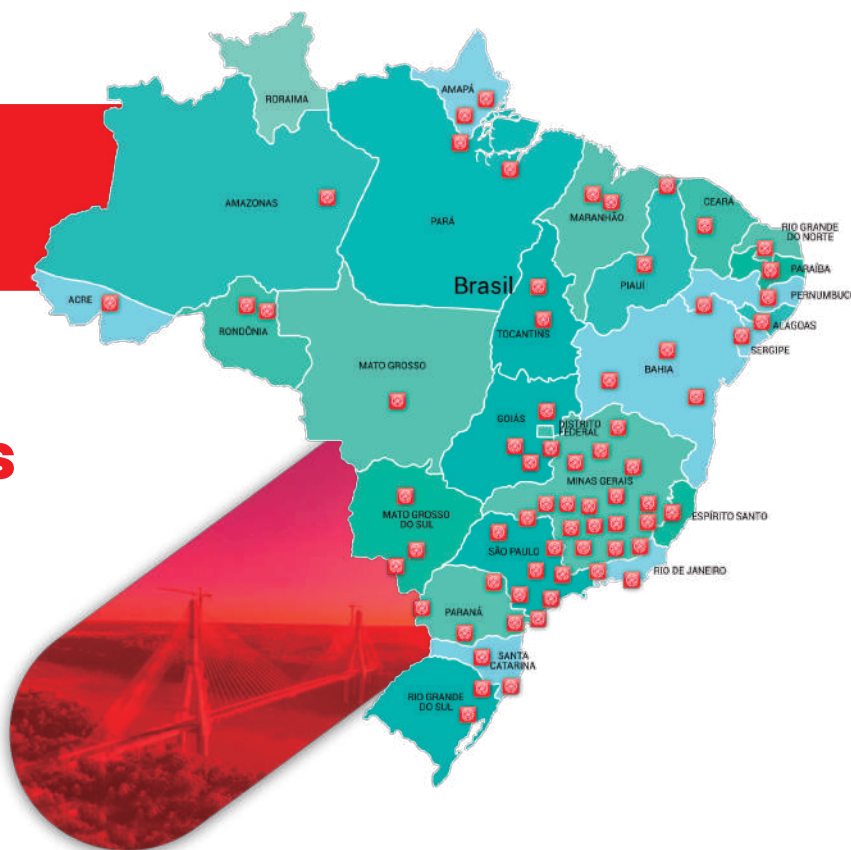 RORAIMA
AMAPÁ
AMAZONAS
PARÁ
MARANHÃO
CEARÁ
RIO GRANDE
DO NORTE
PARAÍBA
PERNUMBUCO
ALAGOAS
SERGIPE
PIAUÍ
Brasil
ACRE
RONDÔNIA
TOCANTINS
MATO GROSSO
BAHIA
GOIÁS
DISTRITO
FEDERAL
MINAS GERAIS
s
MATO GROSSO
DO SUL
ESPÍRITO SANTO
SÃO PAULO
RIO DE JANEIRO
PARANÁ
SANTA
CATARINA
RIO GRANDE
DO SUL